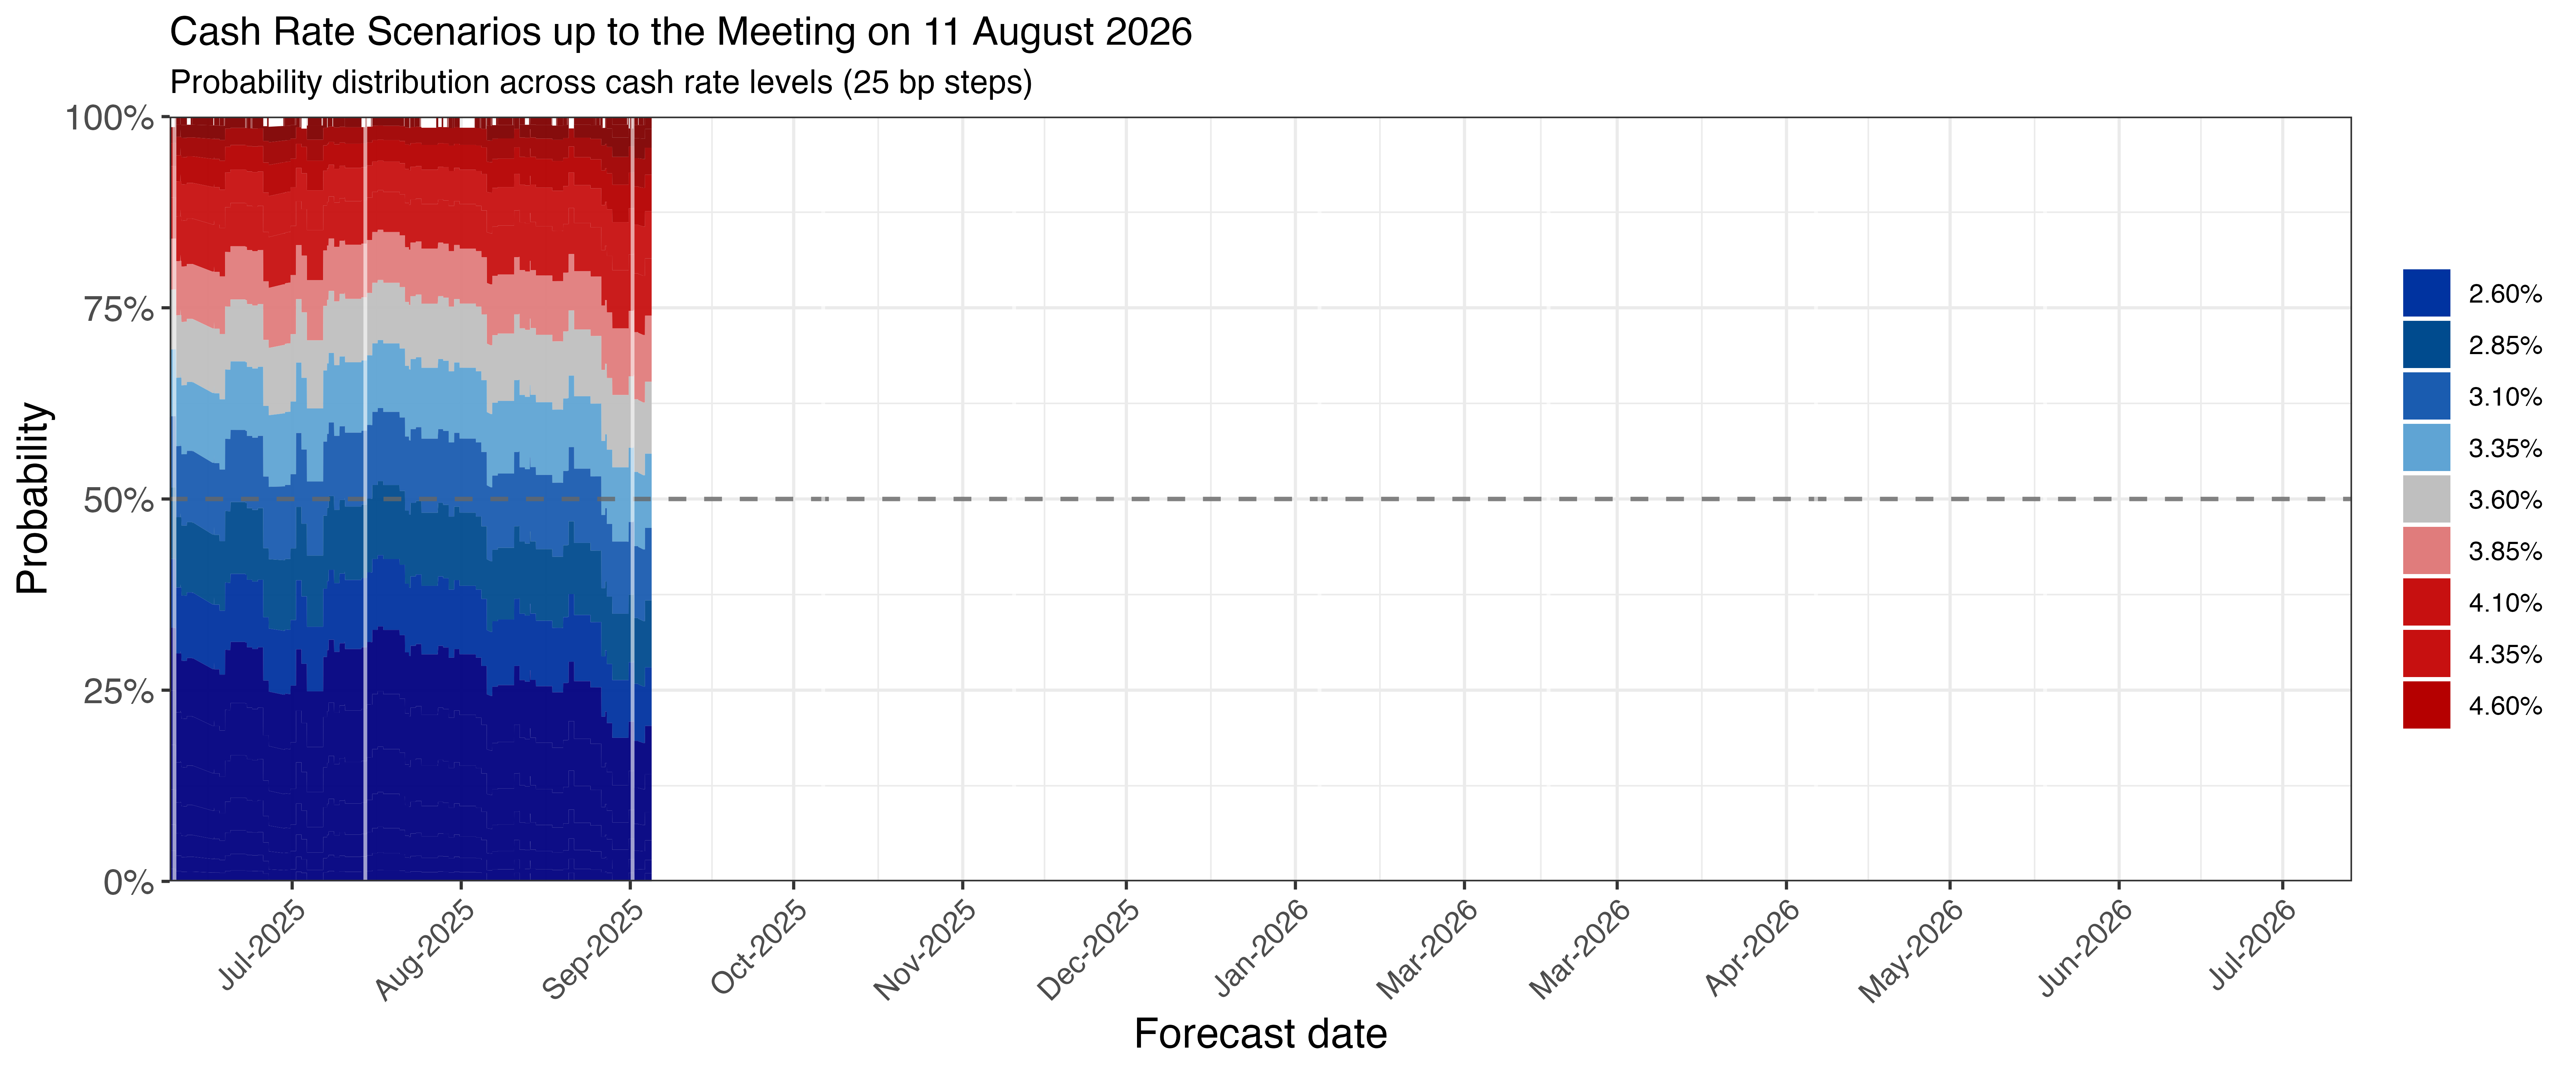 Cash Rate Scenarios up to the Meeting on 11 August 2026
Probability distribution across cash rate levels (25 bp steps)
Probability
100%
75%
50%
25%
0%
Jul-2025
Aug-2025
Sep-2025
Oct-2025
Nov-2025
Dec-2025
Jan-2026
Mar-2026
Mar-2026
Apr-2026
May-2026
Jun-2026
Jul-2026
Forecast date
2.60%
2.85%
3.10%
3.35%
3.60%
3.85%
4.10%
4.35%
4.60%